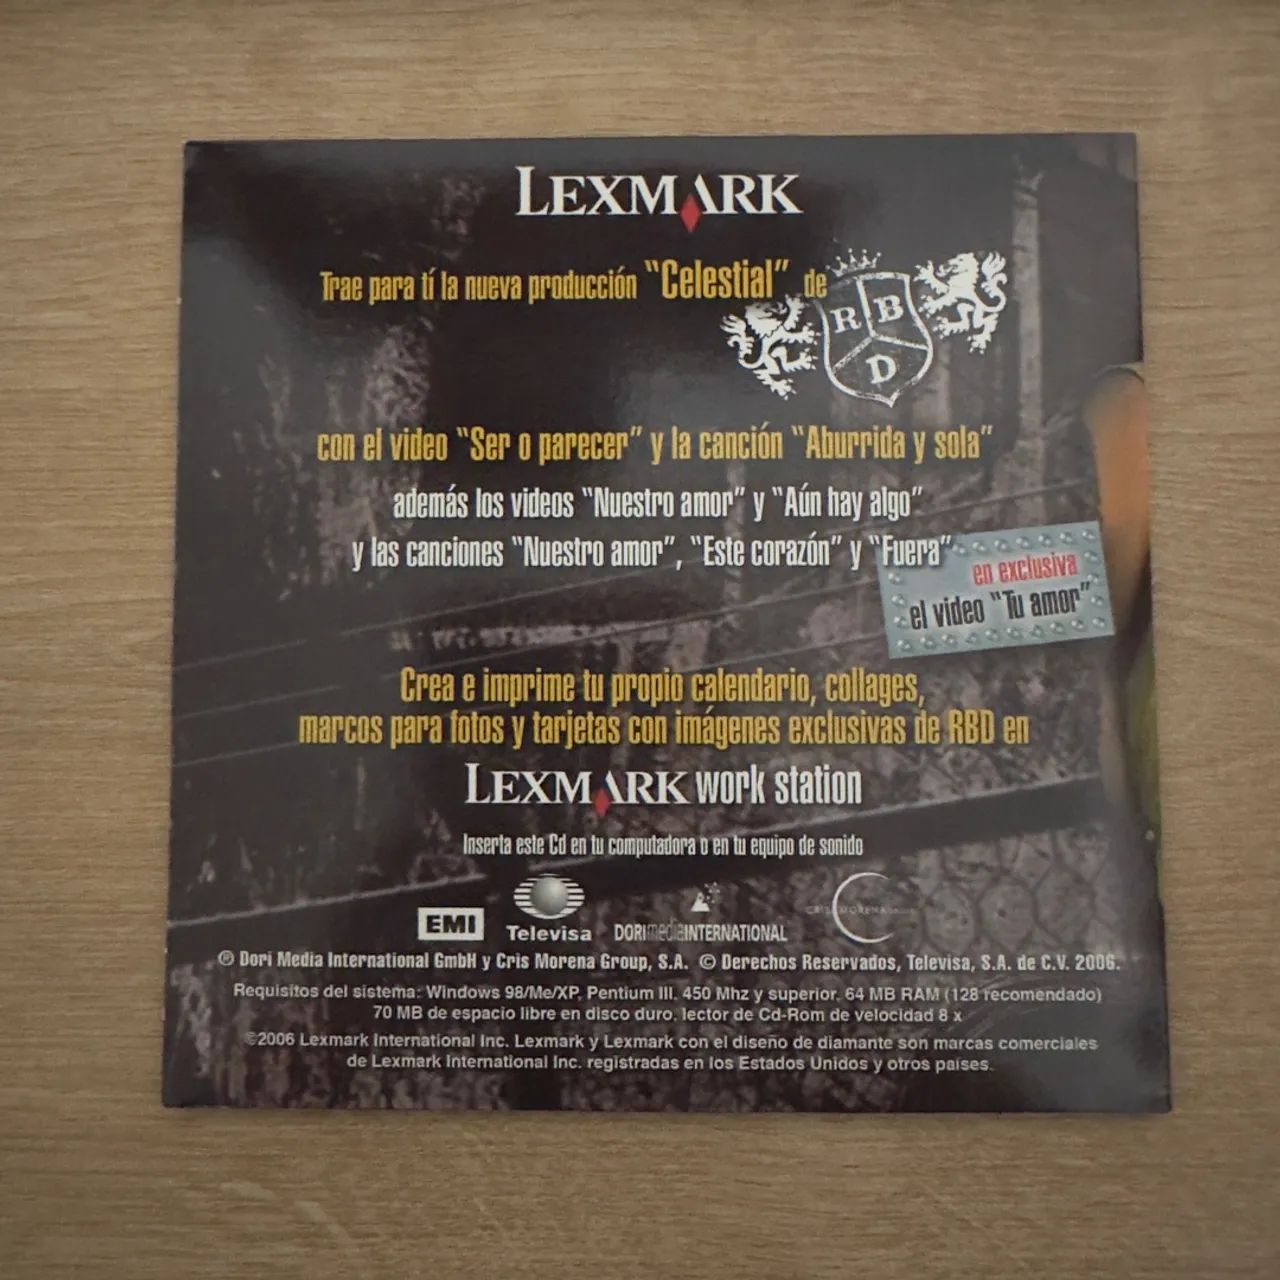 LEXMARK
Trae para tí la nueva producción "Celestial" de
R B
D
con el video "Ser o parecer" y la canción "Aburrida y sola"
además los videos "Nuestro amor" y "Aún hay algo"
y las canciones "Nuestro amor", "Este corazón" y "Fuera"
en exclusiva
el video "Tu amor"
Crea e imprime tu propio calendario, collages,
marcos para fotos y tarjetas con imágenes exclusivas de RBD en
LEXMARK work station
Inserta este Cd en tu computadora o en tu equipo de sonido
EMI
Televisa
DORImediaINTERNATIONAL
CRIS MORENA
℗ Dori Media International GmbH y Cris Morena Group, S.A. © Derechos Reservados, Televisa, S.A. de C.V. 2006.
Requisitos del sistema: Windows 98/Me/XP, Pentium III, 450 Mhz y superior, 64 MB RAM (128 recomendado)
70 MB de espacio libre en disco duro, lector de Cd-Rom de velocidad 8 x
©2006 Lexmark International Inc. Lexmark y Lexmark con el diseño de diamante son marcas comerciales
de Lexmark International Inc. registradas en los Estados Unidos y otros países.